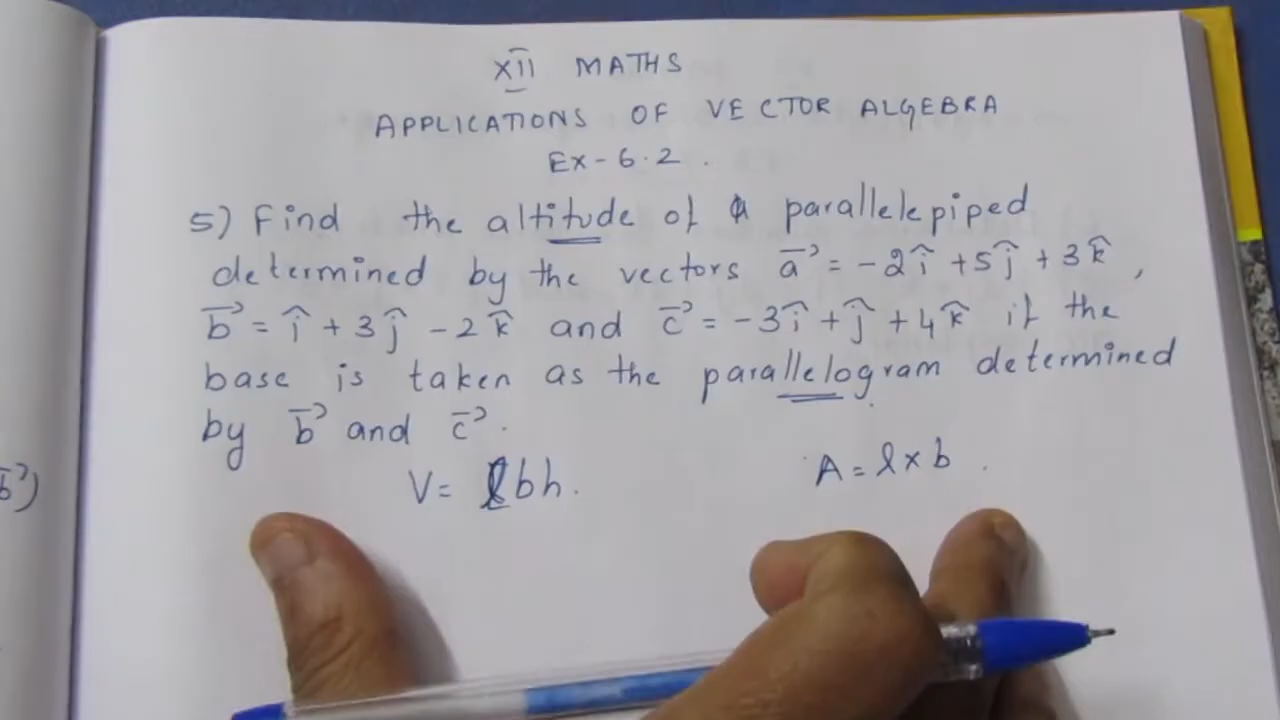 XII MATHS
APPLICATIONS OF VECTOR ALGEBRA
Ex-6.2.
5) Find the altitude of a parallelepiped
determined by the vectors a⃗ = -2î +5ĵ +3k̂,
b⃗ = î + 3ĵ - 2k̂ and c⃗ = -3î + ĵ + 4k̂ if the
base is taken as the parallelogram determined
by b⃗ and c⃗.
V= lbh. A = l×b.
b⃗)